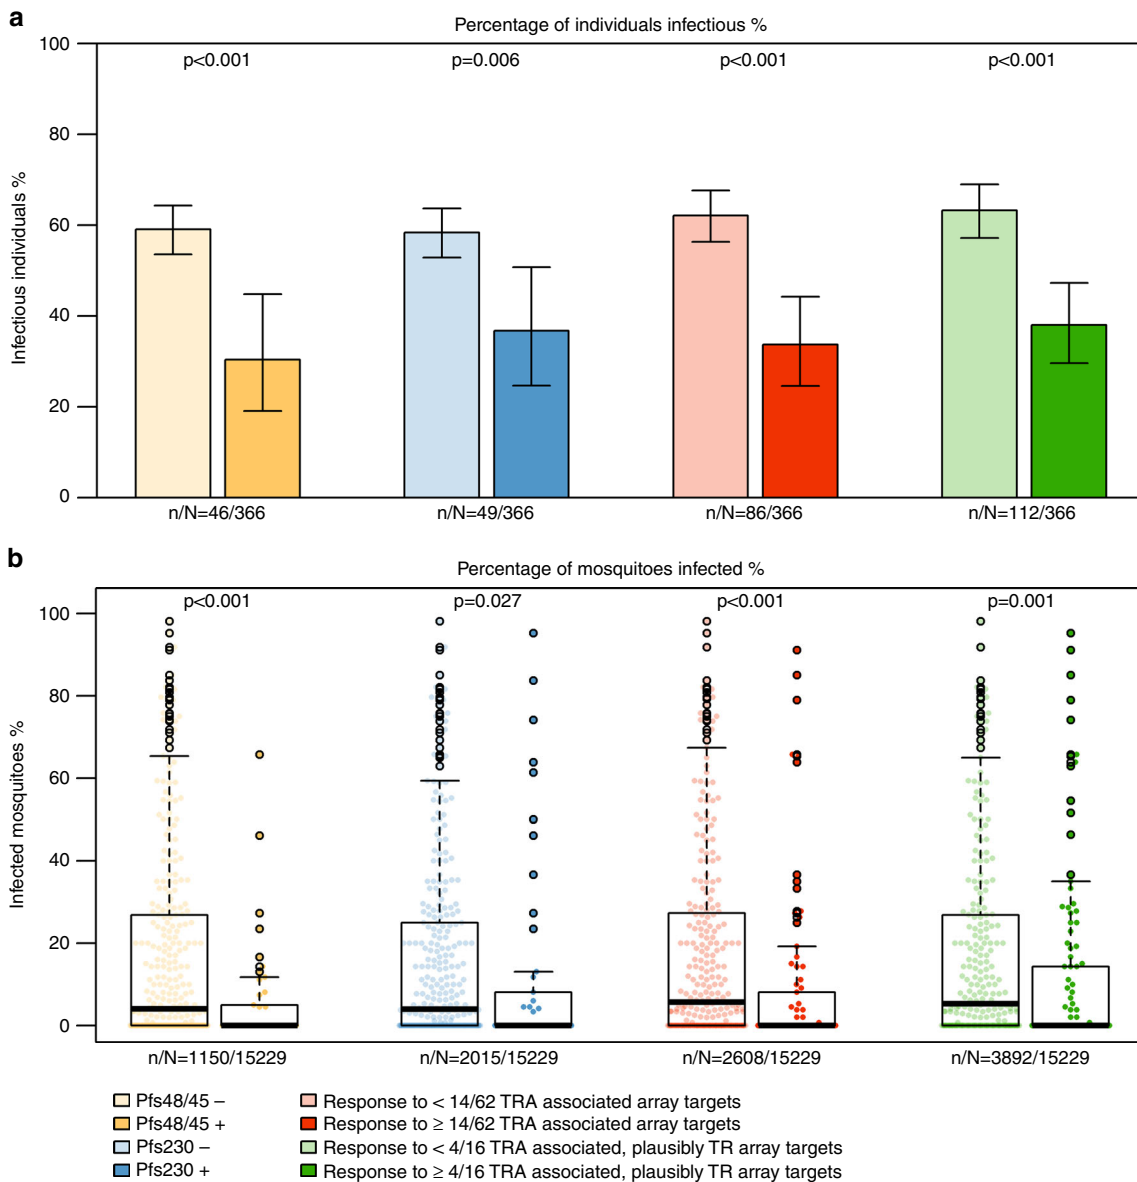 a
Percentage of individuals infectious %
p<0.001 p=0.006 p<0.001 p<0.001
Infectious individuals %
100
80
60
40
20
0
n/N=46/366 n/N=49/366 n/N=86/366 n/N=112/366
b
Percentage of mosquitoes infected %
p<0.001 p=0.027 p<0.001 p=0.001
Infected mosquitoes %
100
80
60
40
20
0
n/N=1150/15229 n/N=2015/15229 n/N=2608/15229 n/N=3892/15229
Pfs48/45 –
Pfs48/45 +
Pfs230 –
Pfs230 +
Response to < 14/62 TRA associated array targets
Response to ≥ 14/62 TRA associated array targets
Response to < 4/16 TRA associated, plausibly TR array targets
Response to ≥ 4/16 TRA associated, plausibly TR array targets